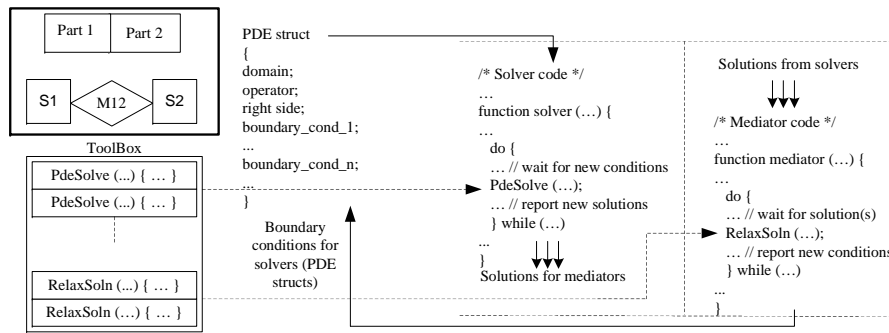 Part 1
Part 2
S1
M12
S2
ToolBox
PdeSolve (...) { … }
PdeSolve (...) { … }
RelaxSoln (...) { … }
RelaxSoln (…) { … }
PDE struct
{
domain;
operator;
right side;
boundary_cond_1;
...
boundary_cond_n;
...
}
Boundary
conditions for
solvers (PDE
structs)
/* Solver code */
…
function solver (…) {
…
do {
… // wait for new conditions
PdeSolve (…);
… // report new solutions
} while (…)
...
}
Solutions for mediators
Solutions from solvers
/* Mediator code */
…
function mediator (…) {
…
do {
… // wait for solution(s)
RelaxSoln (…);
… // report new conditions
} while (…)
...
}